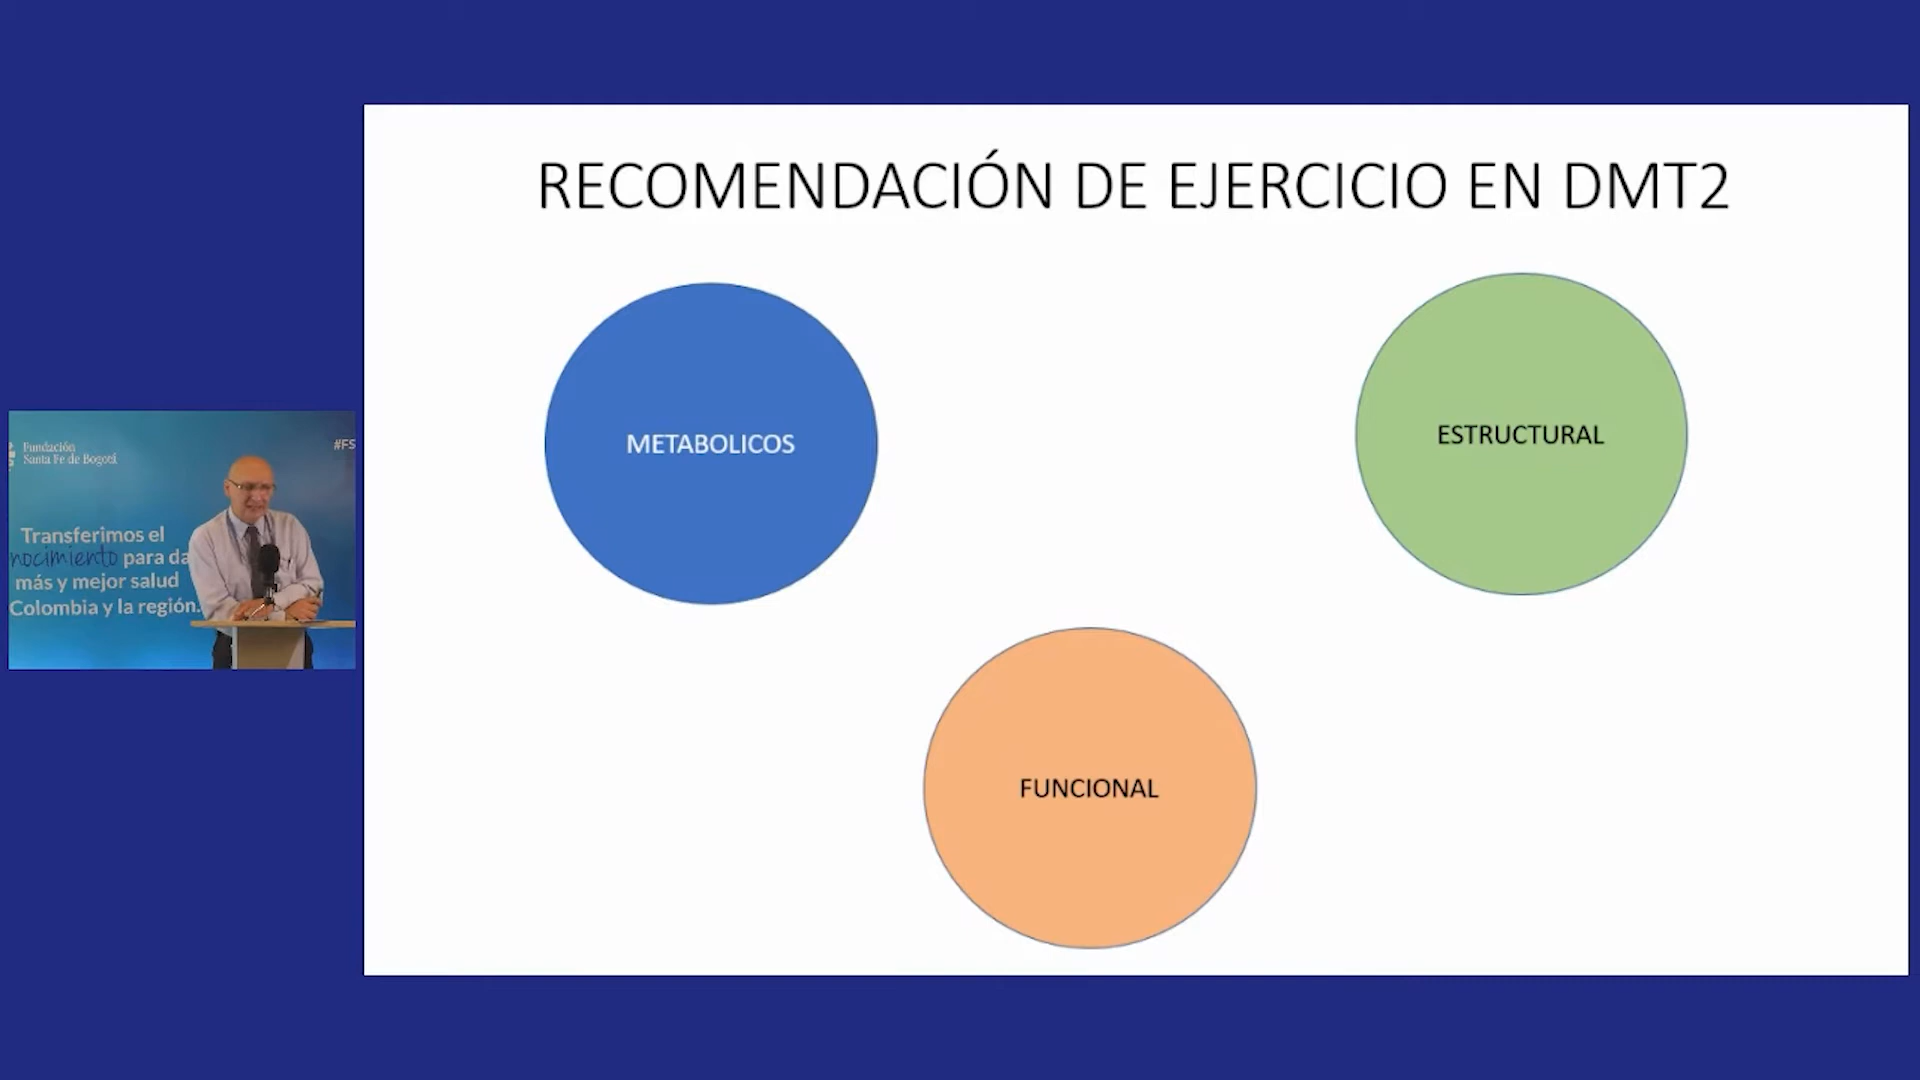 RECOMENDACIÓN DE EJERCICIO EN DMT2
METABOLICOS
ESTRUCTURAL
FUNCIONAL
Fundación
Santa Fe de Bogotá
#FS
Transferimos el
nocimiento para da
más y mejor salud
Colombia y la región.